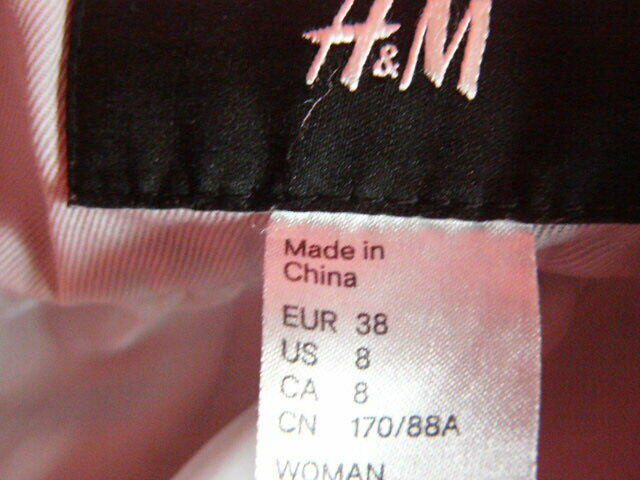 H&M
Made in
China
EUR 38
US 8
CA 8
CN 170/88A
WOMAN